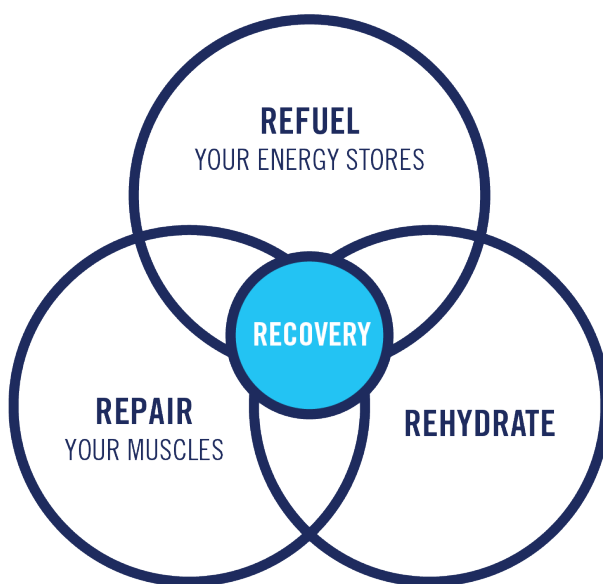 REFUEL
YOUR ENERGY STORES
RECOVERY
REPAIR
YOUR MUSCLES
REHYDRATE